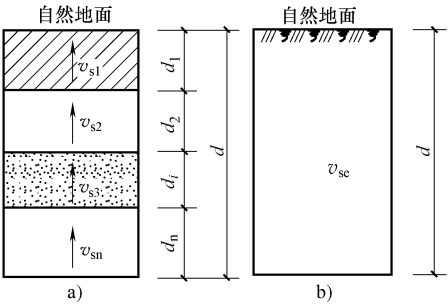 自然地面
自然地面
v_s1
d_1
v_s2
d_2
d
v_se
d
v_s3
d_i
v_sn
d_n
a)
b)